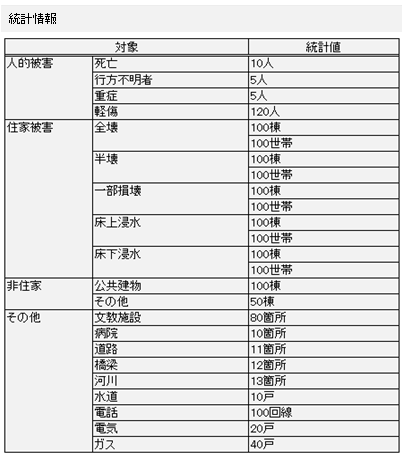 統計情報
対象 統計値
人的被害 死亡 10人
行方不明者 5人
重症 5人
軽傷 120人
住家被害 全壊 100棟
100世帯
半壊 100棟
100世帯
一部損壊 100棟
100世帯
床上浸水 100棟
100世帯
床下浸水 100棟
100世帯
非住家 公共建物 100棟
その他 50棟
その他 文教施設 80箇所
病院 10箇所
道路 11箇所
橋梁 12箇所
河川 13箇所
水道 10戸
電話 100回線
電気 20戸
ガス 40戸